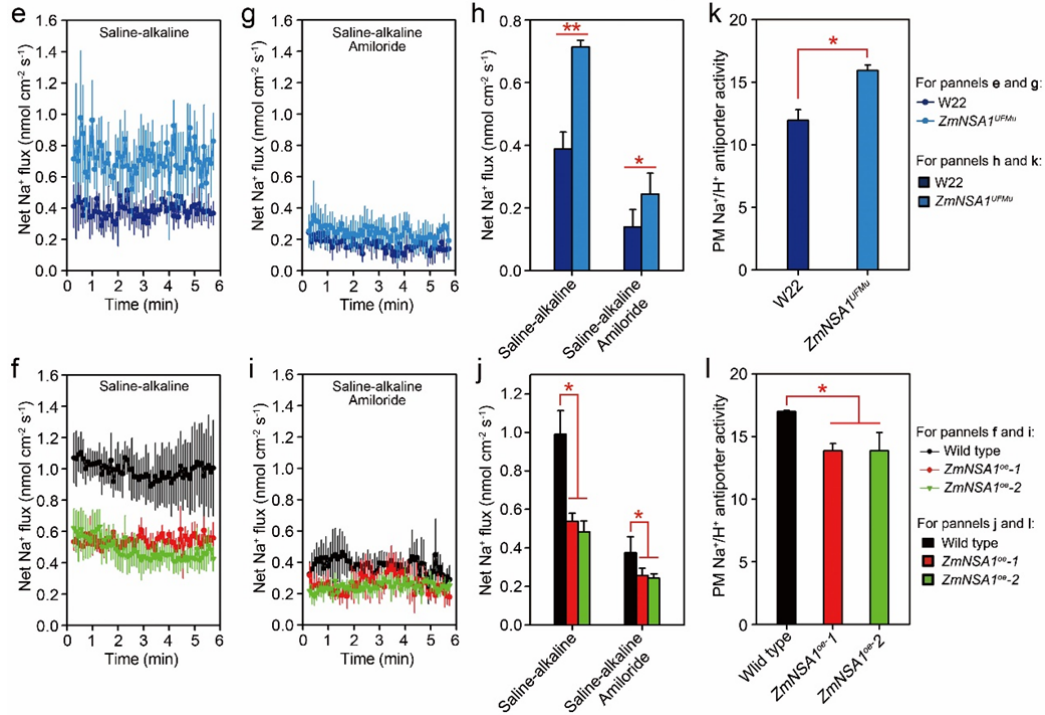 e
Saline-alkaline
Net Na⁺ flux (nmol cm⁻² s⁻¹)
1.6
1.4
1.2
1.0
0.8
0.6
0.4
0.2
0.0
0 1 2 3 4 5 6
Time (min)
g
Saline-alkaline
Amiloride
Net Na⁺ flux (nmol cm⁻² s⁻¹)
1.6
1.4
1.2
1.0
0.8
0.6
0.4
0.2
0.0
0 1 2 3 4 5 6
Time (min)
h
Net Na⁺ flux (nmol cm⁻² s⁻¹)
0.8
0.6
0.4
0.2
0.0
**
*
Saline-alkaline
Saline-alkaline
Amiloride
k
PM Na⁺/H⁺ antiporter activity
20
15
10
5
0
*
W22
ZmNSA1ᵁᶠᴹᵘ
For pannels e and g:
W22
ZmNSA1ᵁᶠᴹᵘ
For pannels h and k:
W22
ZmNSA1ᵁᶠᴹᵘ
f
Saline-alkaline
Net Na⁺ flux (nmol cm⁻² s⁻¹)
1.6
1.4
1.2
1.0
0.8
0.6
0.4
0.2
0.0
0 1 2 3 4 5 6
Time (min)
i
Saline-alkaline
Amiloride
Net Na⁺ flux (nmol cm⁻² s⁻¹)
1.6
1.4
1.2
1.0
0.8
0.6
0.4
0.2
0.0
0 1 2 3 4 5 6
Time (min)
j
Net Na⁺ flux (nmol cm⁻² s⁻¹)
1.2
1.0
0.8
0.6
0.4
0.2
0.0
*
*
Saline-alkaline
Saline-alkaline
Amiloride
l
PM Na⁺/H⁺ antiporter activity
20
15
10
5
0
*
Wild type
ZmNSA1ᵒᵉ-1
ZmNSA1ᵒᵉ-2
For pannels f and i:
Wild type
ZmNSA1ᵒᵉ-1
ZmNSA1ᵒᵉ-2
For pannels j and l:
Wild type
ZmNSA1ᵒᵉ-1
ZmNSA1ᵒᵉ-2